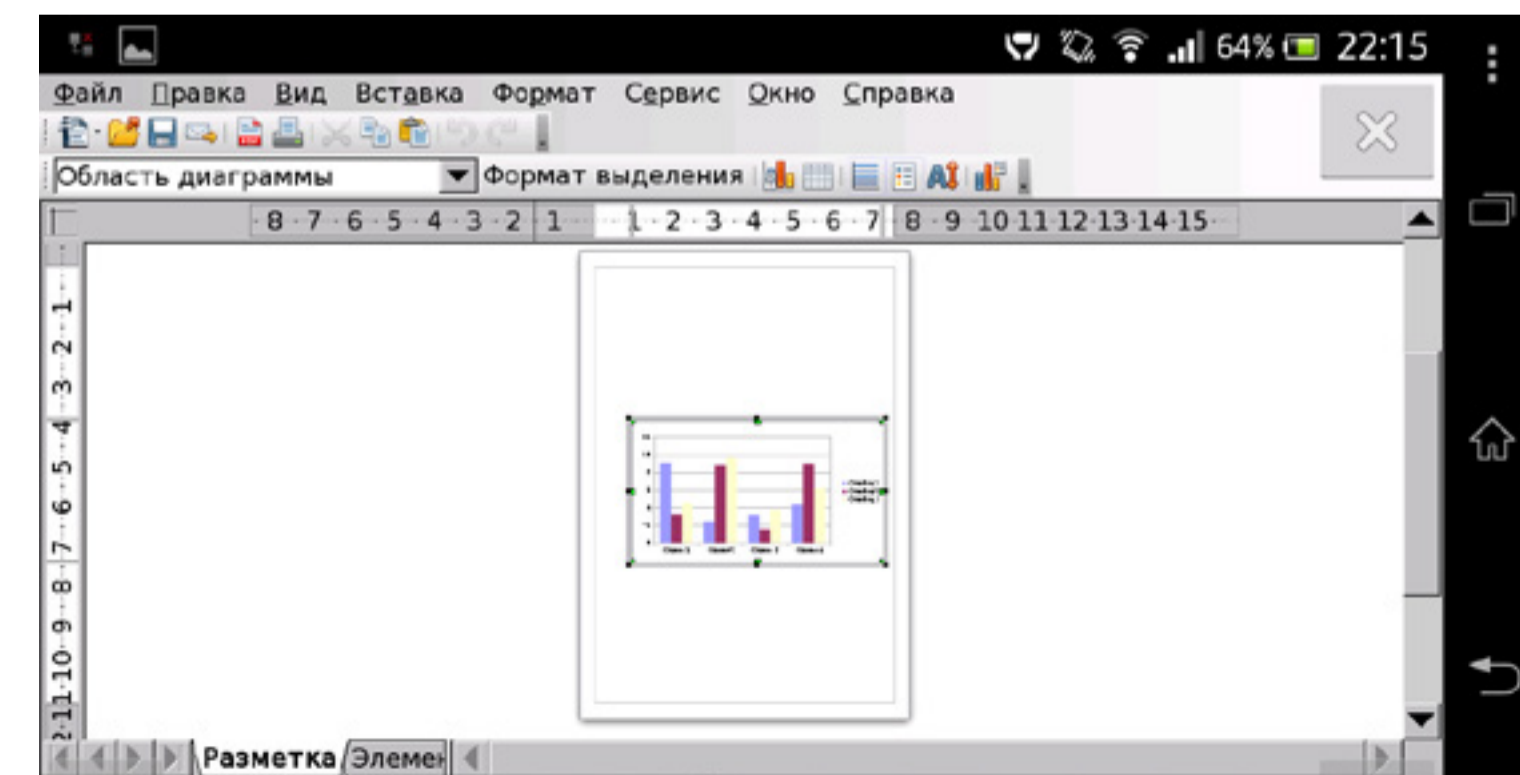 64% 22:15
Файл Правка Вид Вставка Формат Сервис Окно Справка
Область диаграммы Формат выделения
8 7 6 5 4 3 2 1 1 2 3 4 5 6 7 8 9 10 11 12 13 14 15
1 2 3 4 5 6 7 8 9 10 11
Разметка Элемен